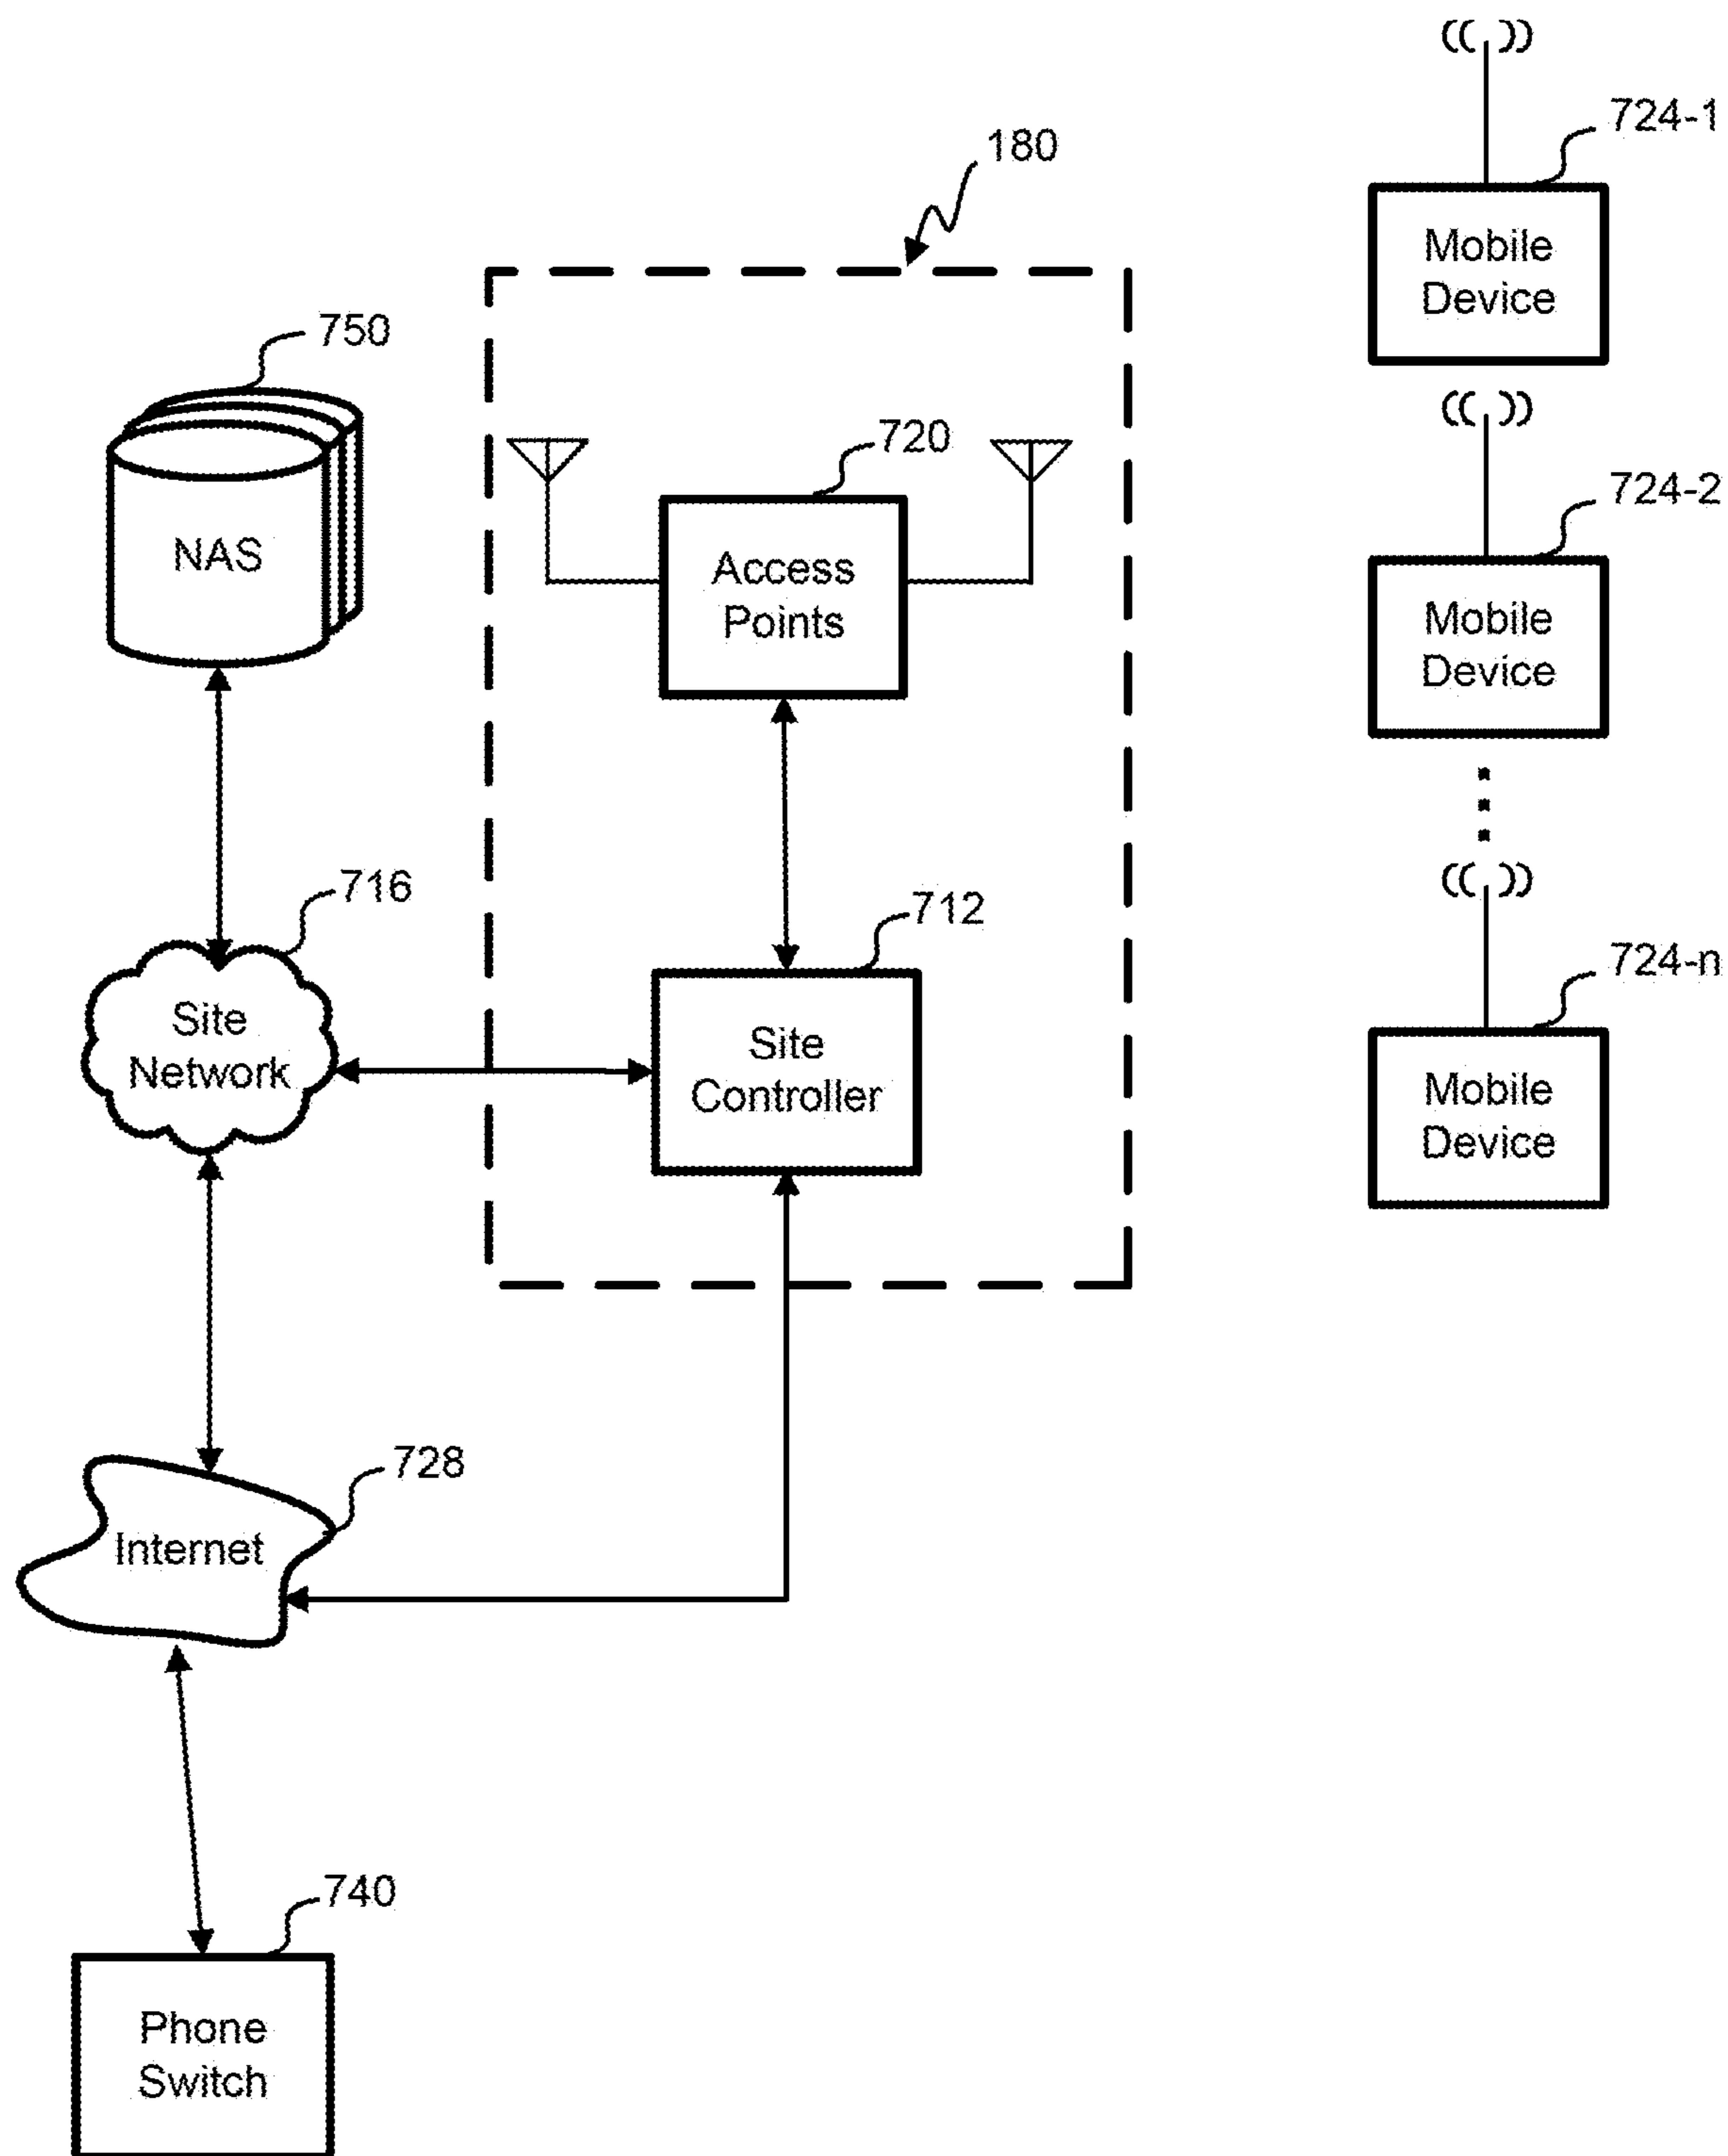 724-1
180
Mobile
Device
750
720
724-2
NAS
Access
Points
Mobile
Device
716
712
724-n
Site
Network
Site
Controller
Mobile
Device
728
Internet
740
Phone
Switch